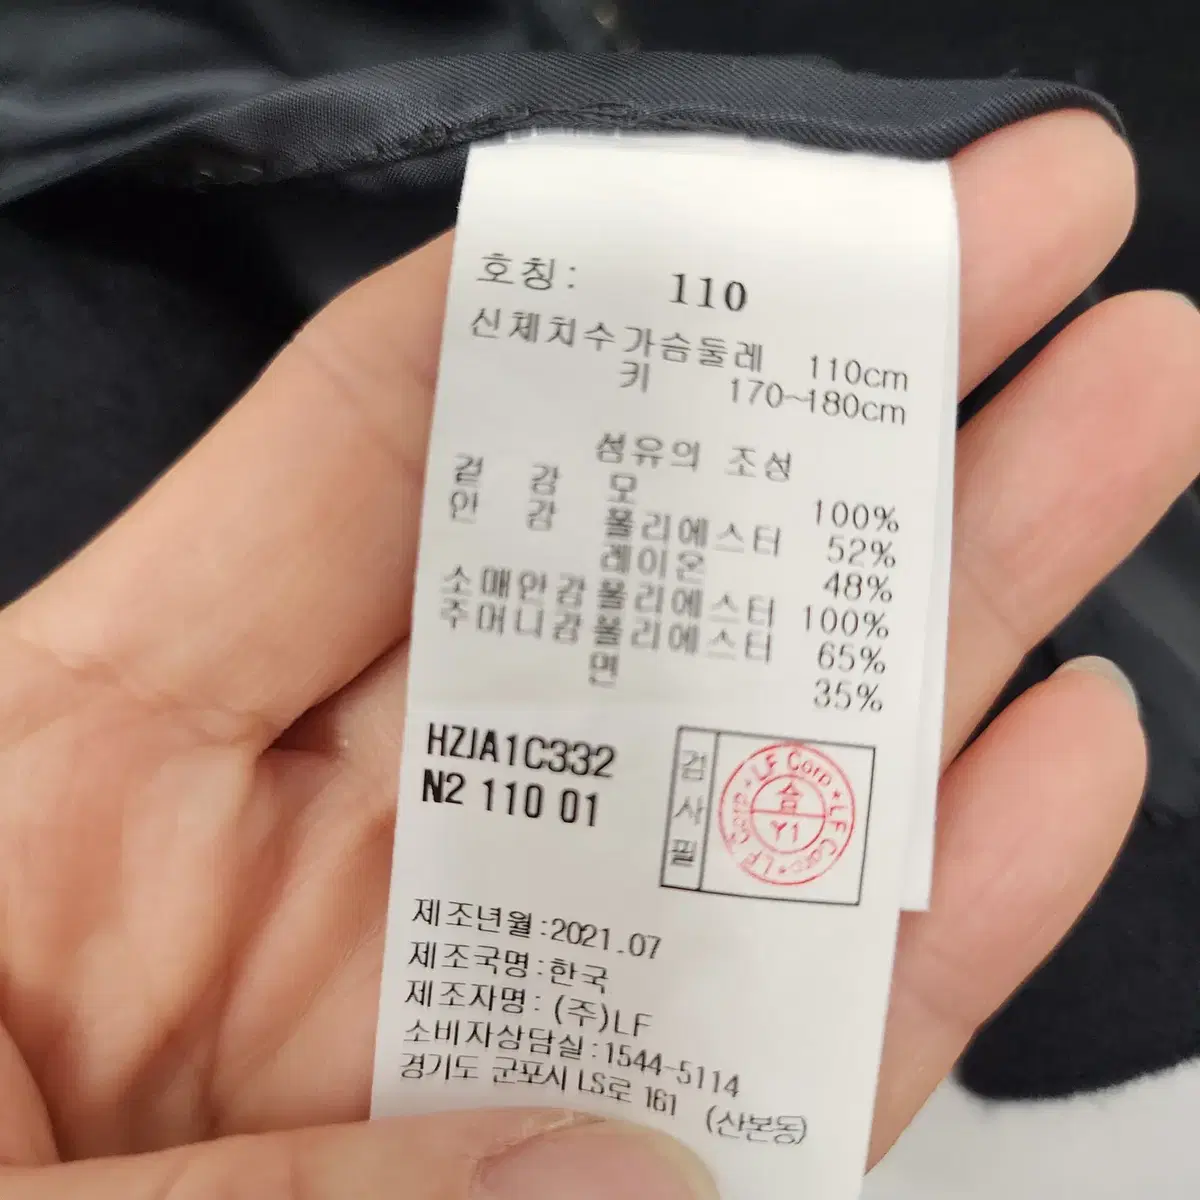 호칭: 110
신체치수 가슴둘레 110cm
키 170~180cm
섬유의 조성
겉 감 모 100%
안 감 폴리에스터 52%
레이온 48%
소매안감 폴리에스터 100%
주머니감 폴리에스터 65%
면 35%
HZJA1C332
N2 110 01
검사필
LF Corp • LF Corp • LF Corp •
합
Y1
제조년월:2021.07
제조국명:한국
제조자명: (주)LF
소비자상담실:1544-5114
경기도 군포시 LS로 161 (산본동)